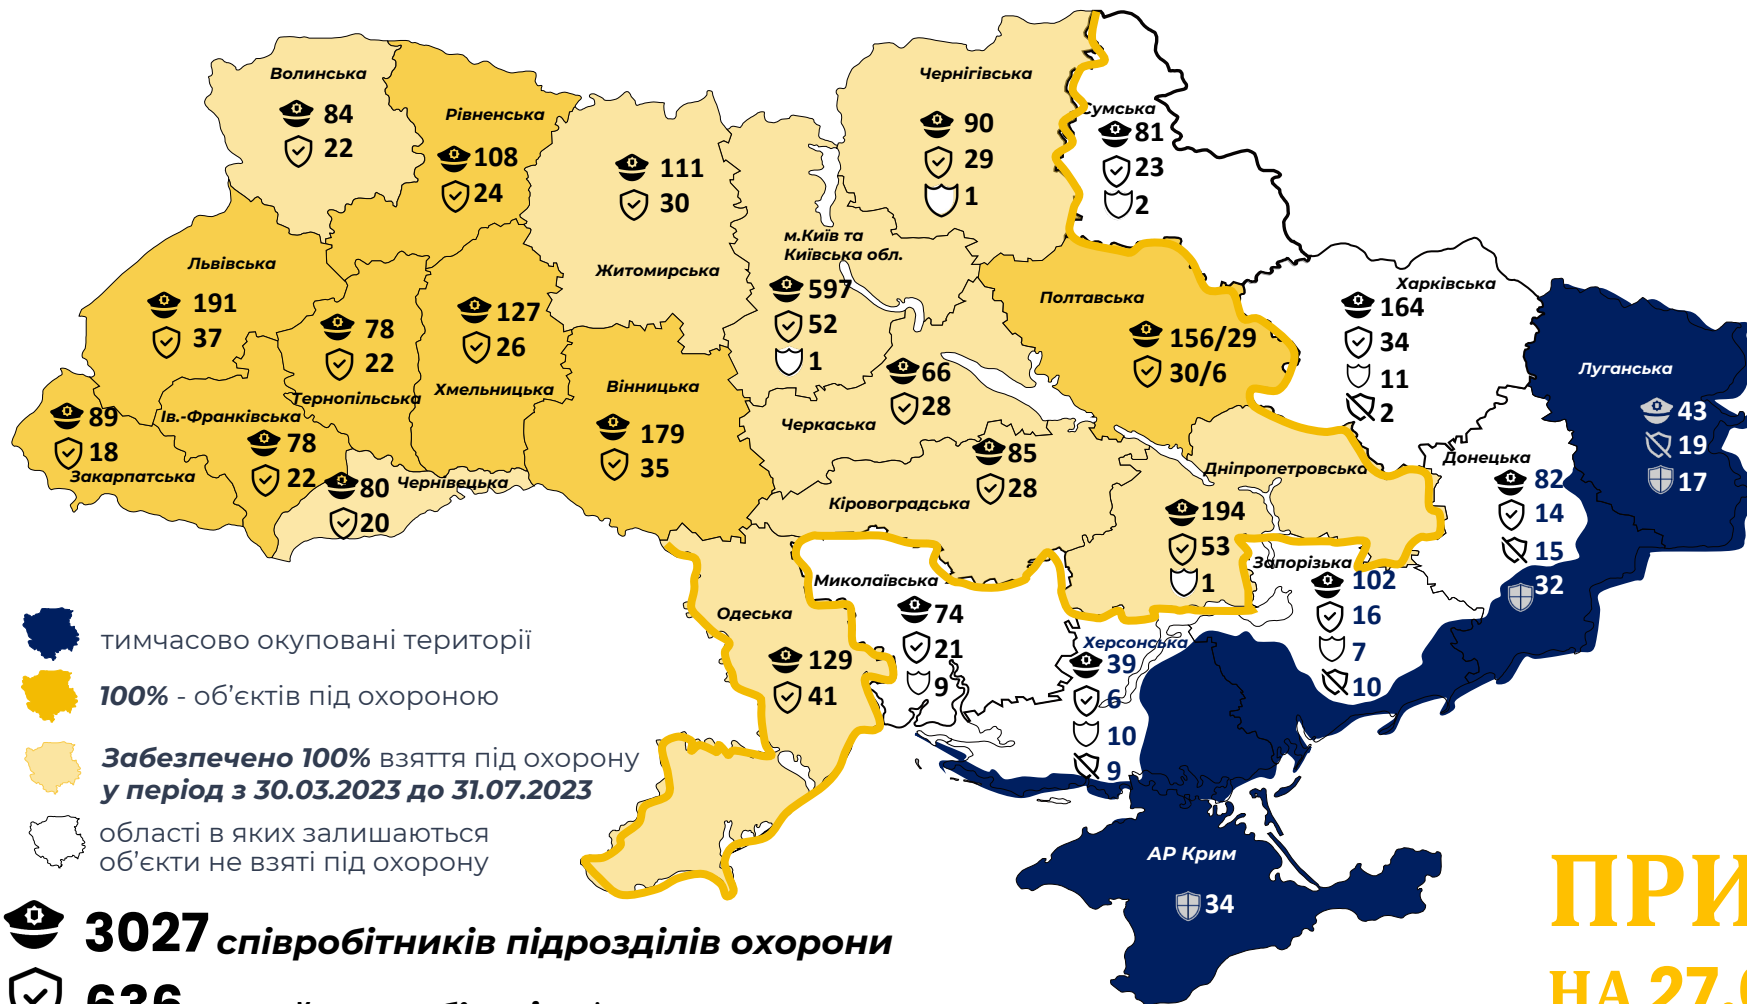 Волинська
84
22
Рівненська
108
24
111
30
Житомирська
Чернігівська
90
29
1
Сумська
81
23
2
м.Київ та
Київська обл.
597
52
1
Львівська
191
37
78
22
Тернопільська
127
26
Хмельницька
Вінницька
179
35
66
28
Черкаська
Полтавська
156/29
30/6
Харківська
164
34
11
2
Луганська
43
19
17
89
18
Закарпатська
Ів.-Франківська
78
22
80
Чернівецька
20
85
28
Кіровоградська
Дніпропетровська
194
53
1
Донецька
82
14
15
32
Запорізька
102
16
7
10
Миколаївська
74
21
9
Одеська
129
41
Херсонська
39
6
10
9
АР Крим
34
тимчасово окуповані території
100% - об’єктів під охороною
Забезпечено 100% взяття під охорону
у період з 30.03.2023 до 31.07.2023
області в яких залишаються
об’єкти не взяті під охорону
3027 співробітників підрозділів охорони
636
ПРИ
НА 27.